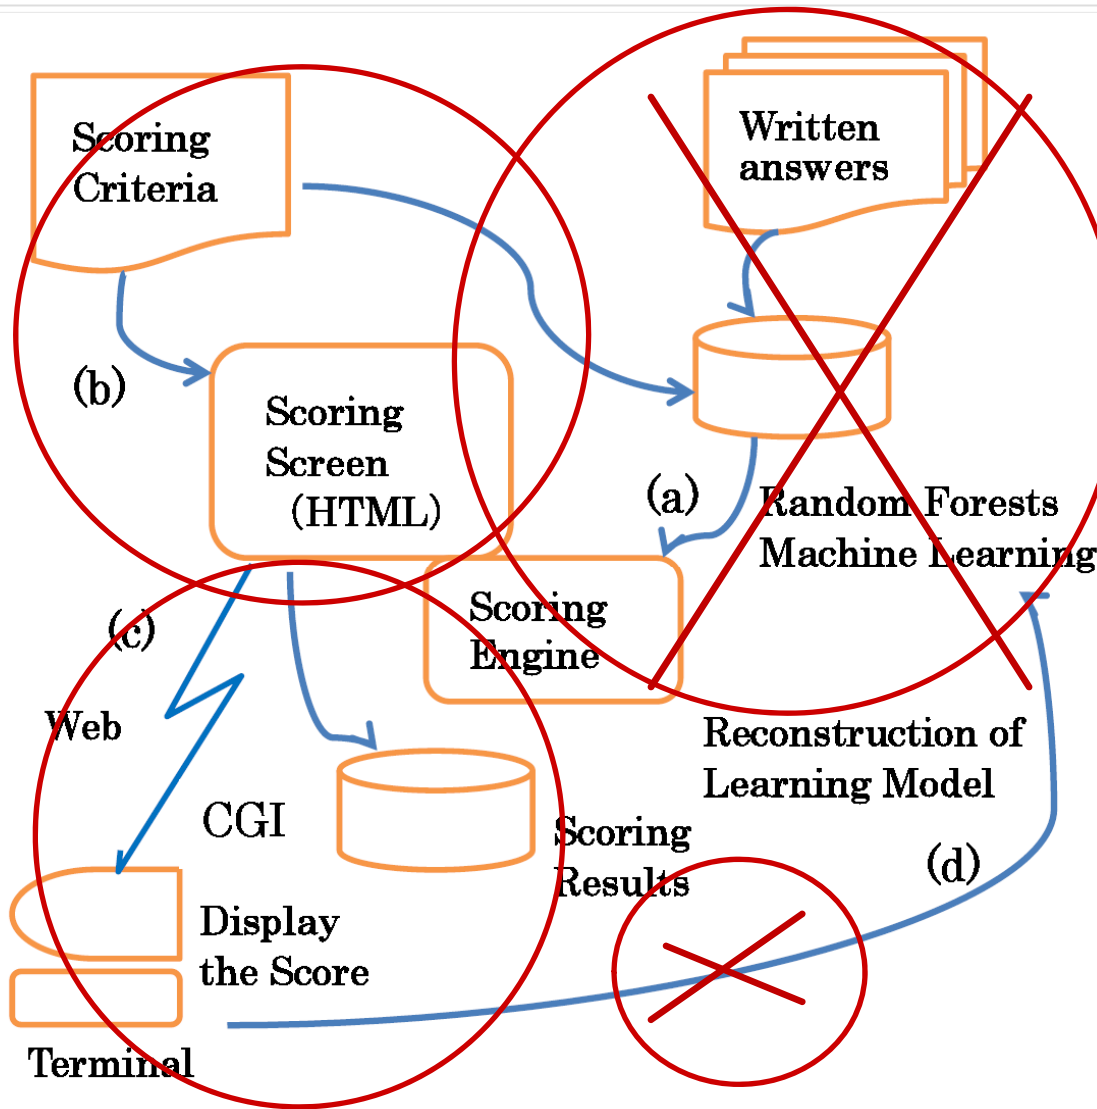 Scoring
Criteria
Written
answers
(b)
Scoring
Screen
(HTML)
(a)
Random Forests
Machine Learning
Scoring
Engine
(c)
Web
Reconstruction of
Learning Model
CGI
Scoring
Results
(d)
Display
the Score
Terminal